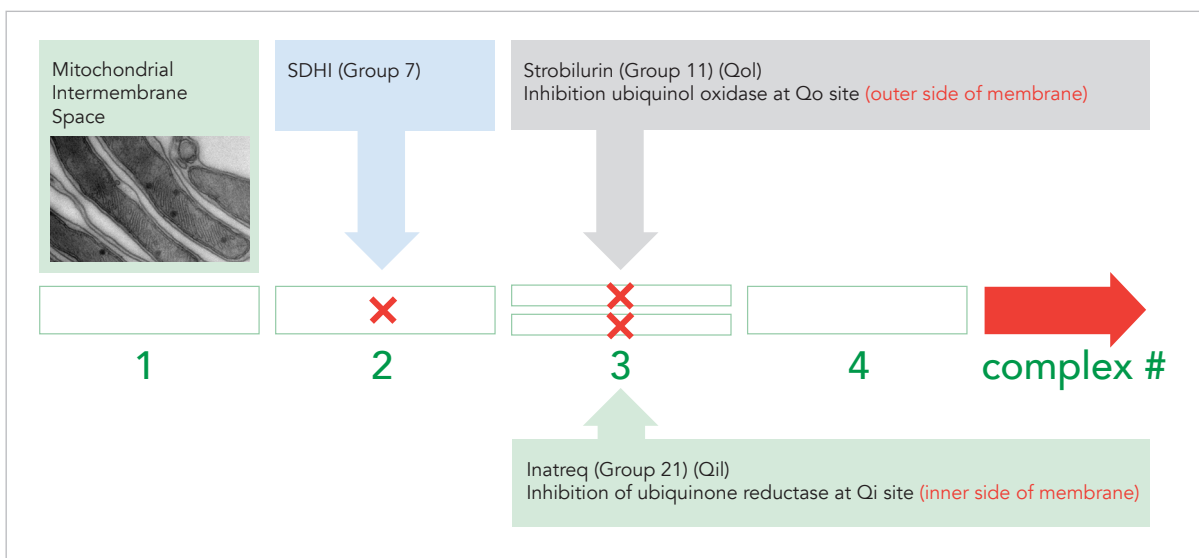 Mitochondrial
Intermembrane
Space
SDHI (Group 7)
Strobilurin (Group 11) (Qol)
Inhibition ubiquinol oxidase at Qo site (outer side of membrane)
1
2
3
4
complex #
Inatreq (Group 21) (Qil)
Inhibition of ubiquinone reductase at Qi site (inner side of membrane)